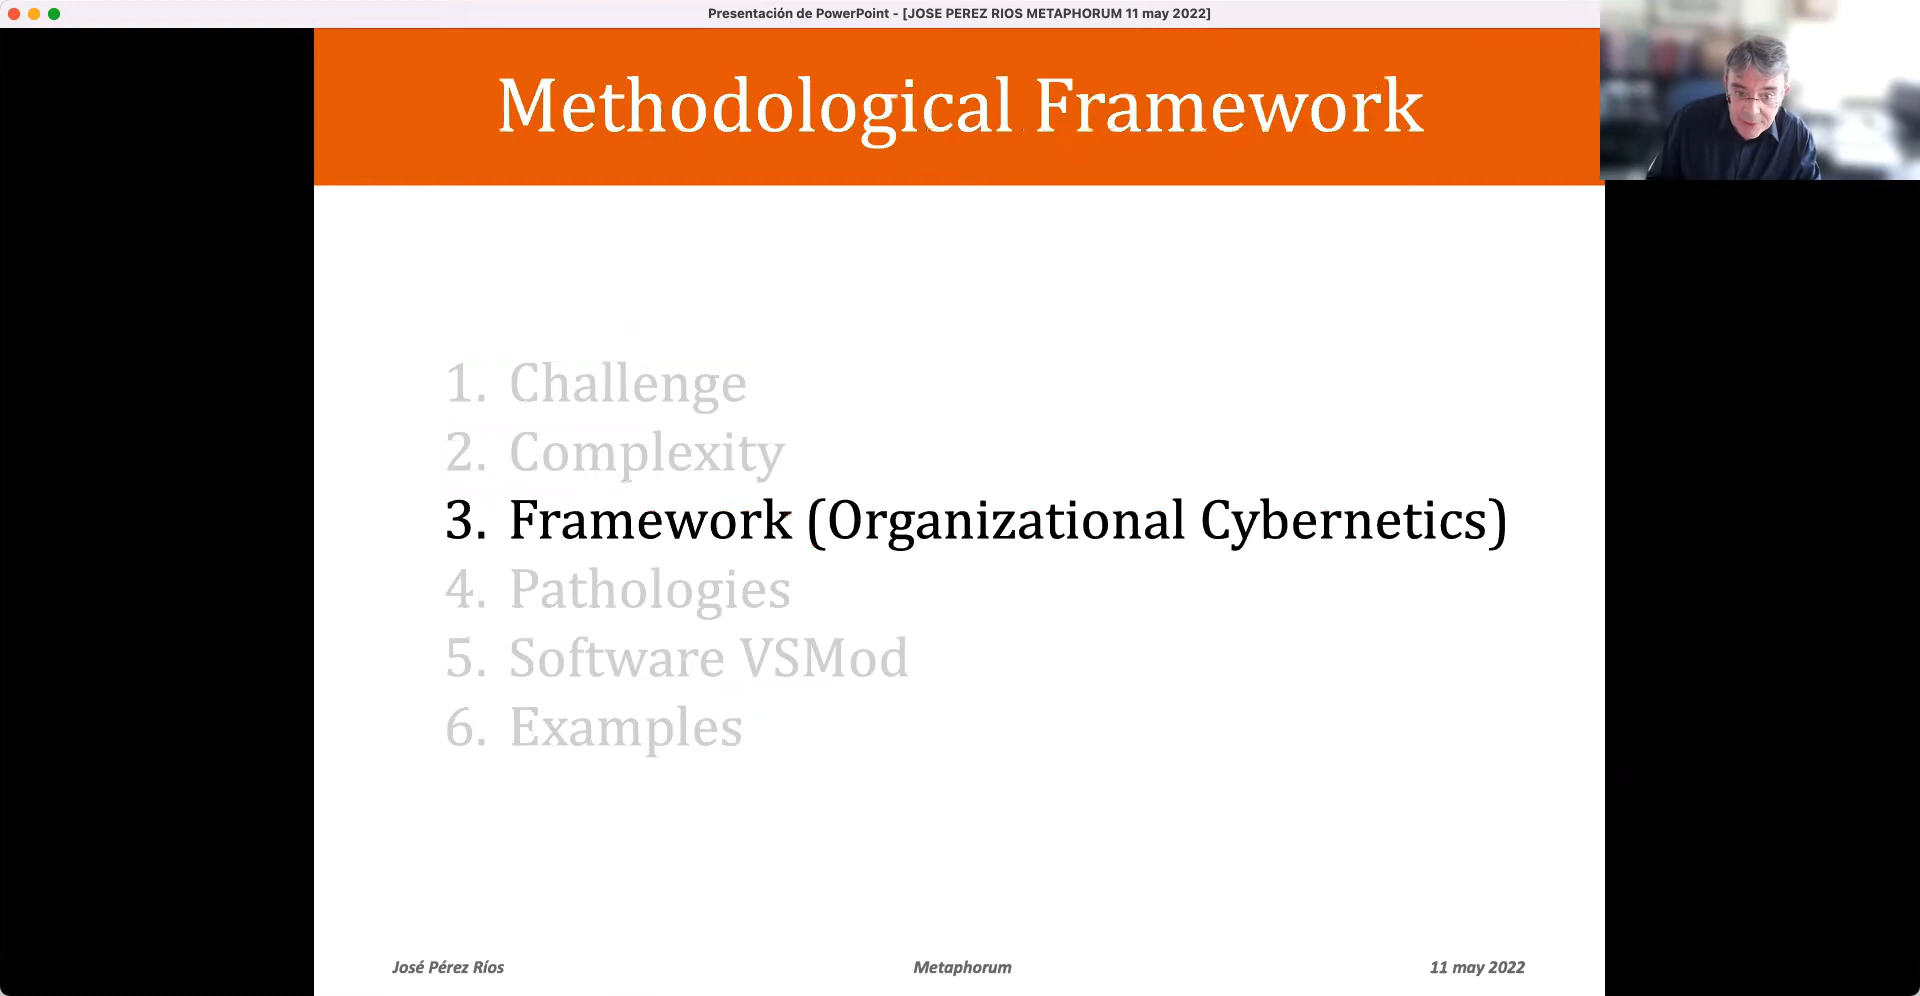 Presentación de PowerPoint - [JOSE PEREZ RIOS METAPHORUM 11 may 2022]
Methodological Framework
1. Challenge
2. Complexity
3. Framework (Organizational Cybernetics)
4. Pathologies
5. Software VSMod
6. Examples
José Pérez Ríos Metaphorum 11 may 2022